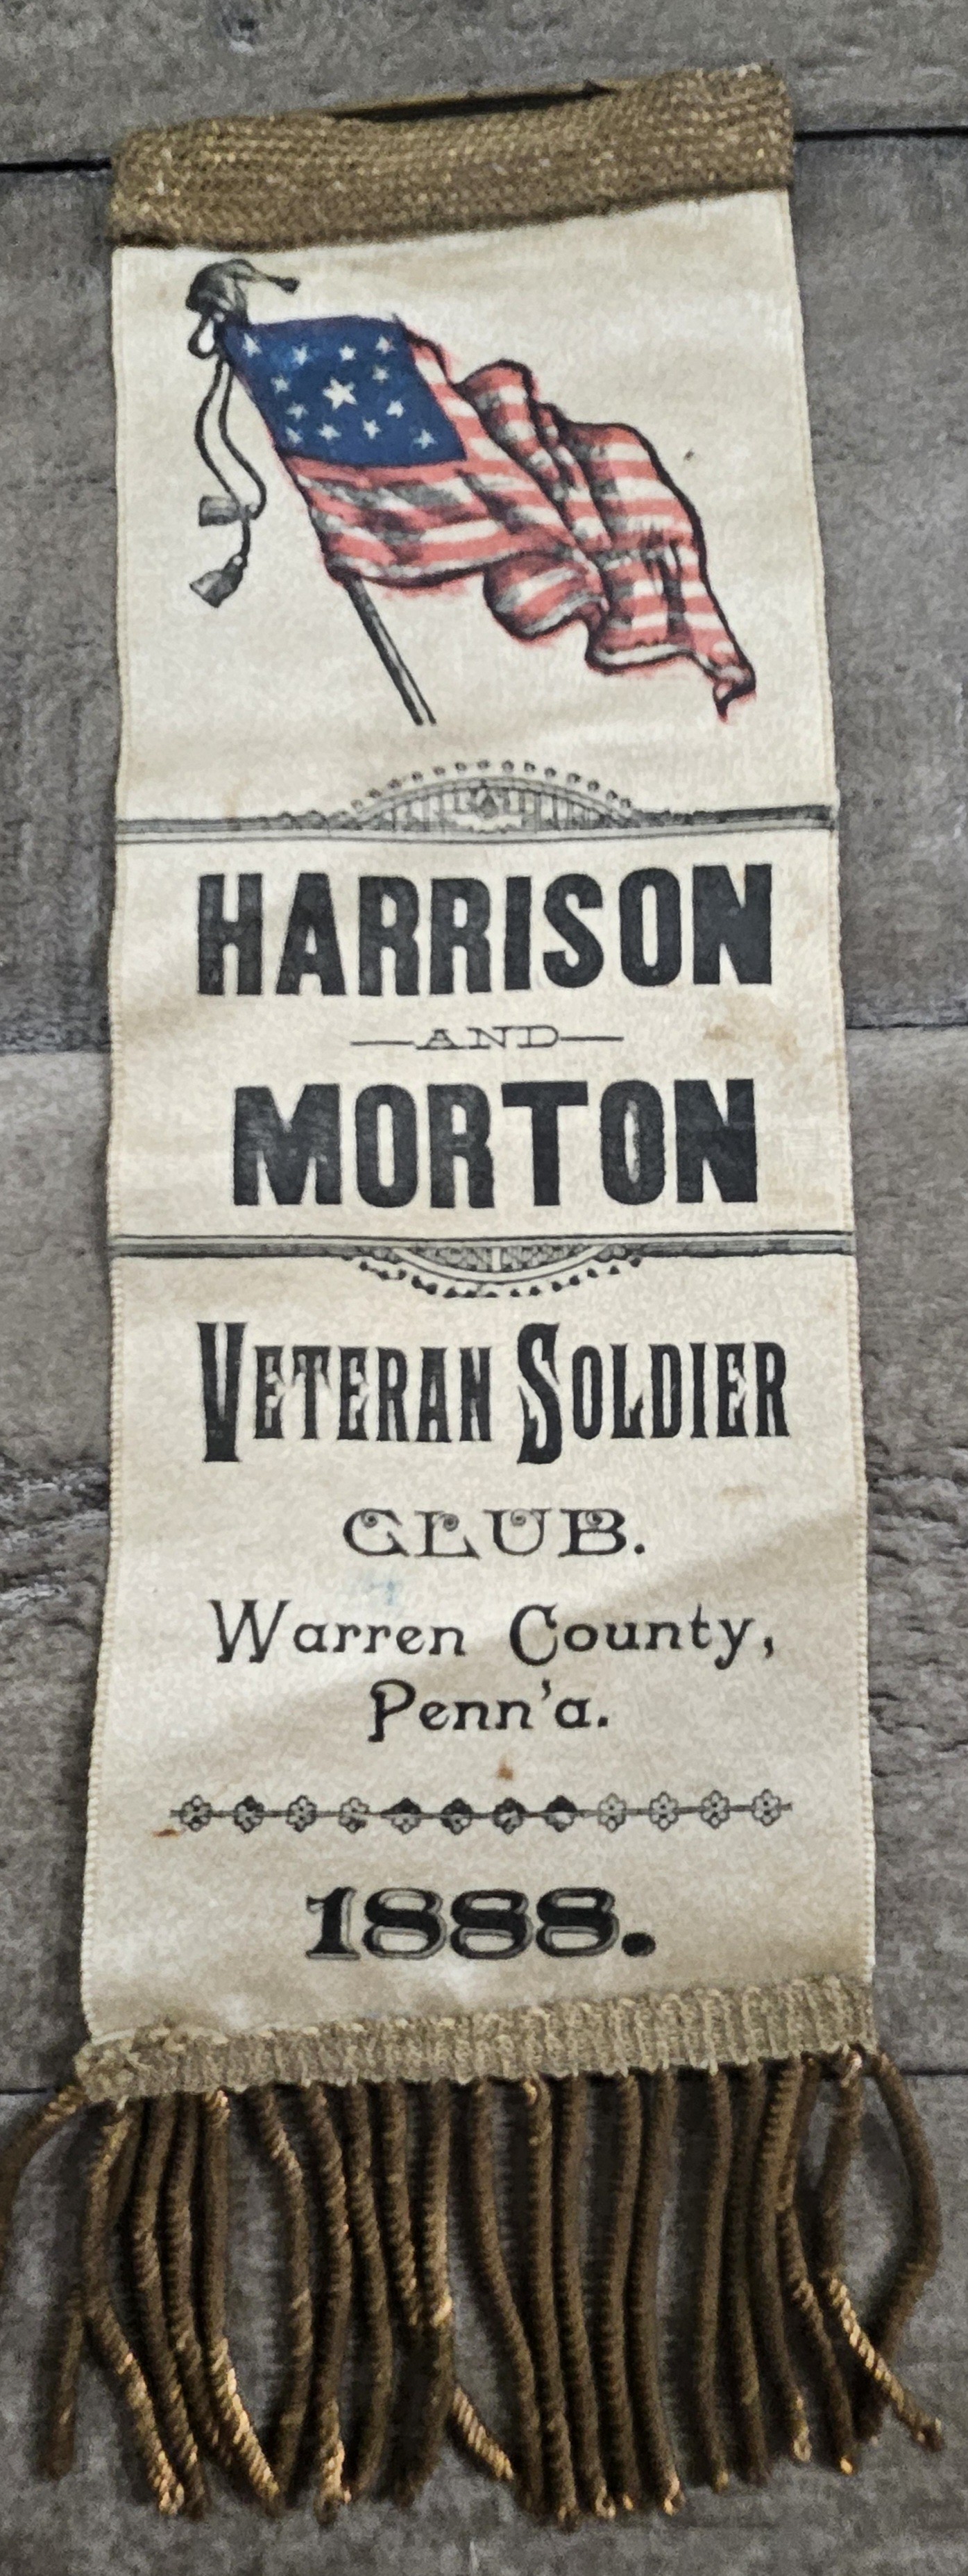 HARRISON
—AND—
MORTON
VETERAN SOLDIER
CLUB.
Warren County,
Penn'a.
1888.